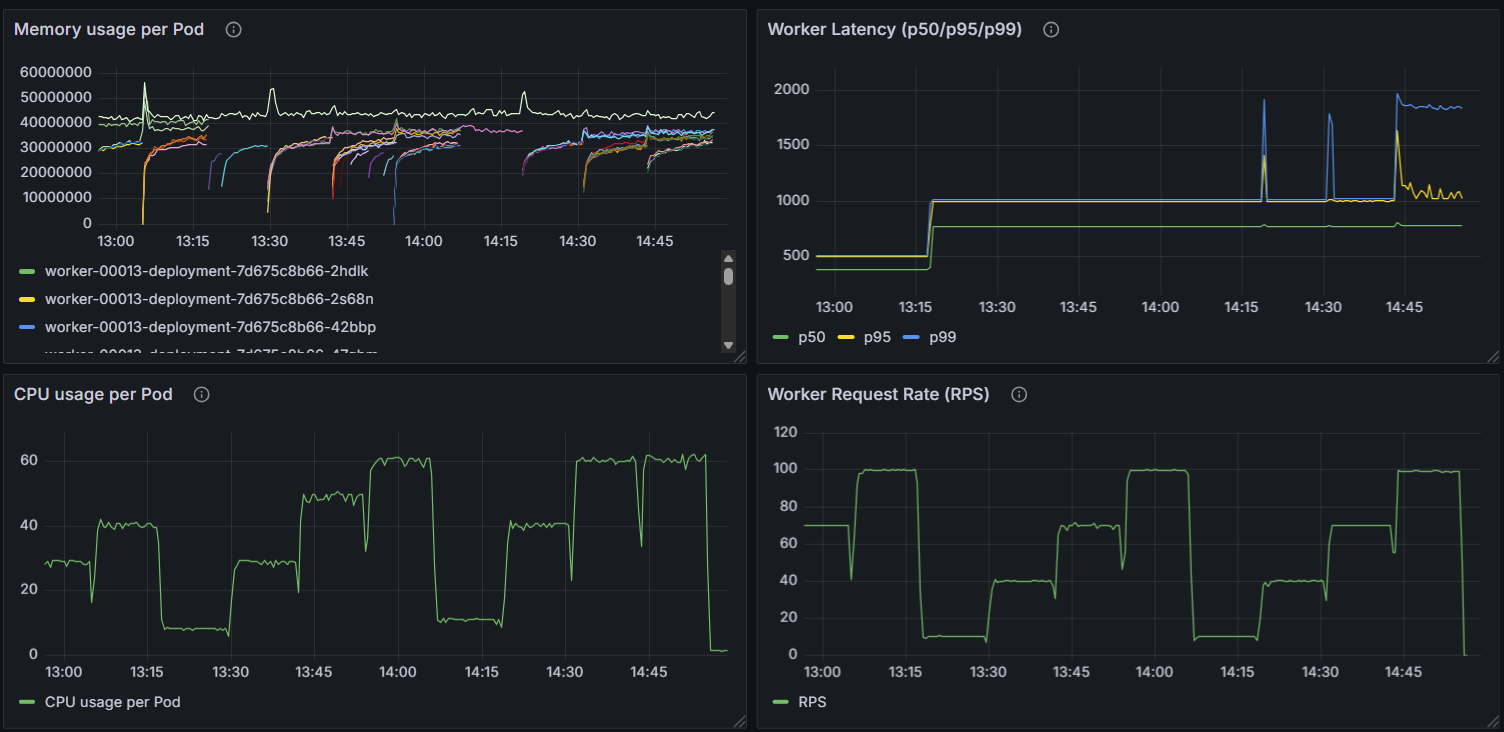 Memory usage per Pod
60000000
50000000
40000000
30000000
20000000
10000000
0
13:00 13:15 13:30 13:45 14:00 14:15 14:30 14:45
worker-00013-deployment-7d675c8b66-2hdlk
worker-00013-deployment-7d675c8b66-2s68n
worker-00013-deployment-7d675c8b66-42bbp
Worker Latency (p50/p95/p99)
2000
1500
1000
500
13:00 13:15 13:30 13:45 14:00 14:15 14:30 14:45
p50 p95 p99
CPU usage per Pod
60
40
20
0
13:00 13:15 13:30 13:45 14:00 14:15 14:30 14:45
CPU usage per Pod
Worker Request Rate (RPS)
120
100
80
60
40
20
0
13:00 13:15 13:30 13:45 14:00 14:15 14:30 14:45
RPS